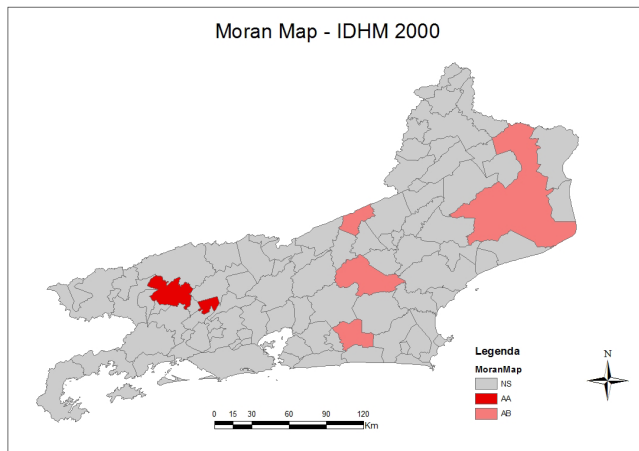 Moran Map - IDHM 2000
Legenda
MoranMap
NS
AA
AB
N
0 15 30 60 90 120
Km